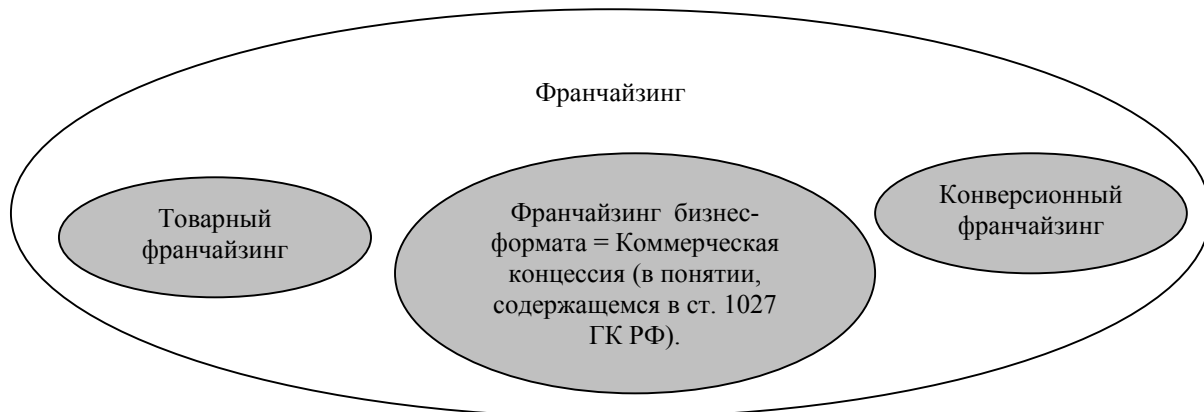 Франчайзинг
Товарный
франчайзинг
Франчайзинг бизнес-
формата = Коммерческая
концессия (в понятии,
содержащемся в ст. 1027
ГК РФ).
Конверсионный
франчайзинг